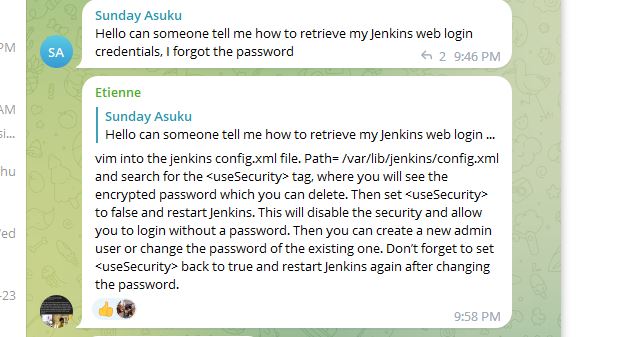 Sunday Asuku
Hello can someone tell me how to retrieve my Jenkins web login
credentials, I forgot the password
2 9:46 PM
SA
PM
Etienne
Sunday Asuku
AM
Hello can someone tell me how to retrieve my Jenkins web login ...
si...
vim into the jenkins config.xml file. Path= /var/lib/jenkins/config.xml
and search for the <useSecurity> tag, where you will see the
hu
encrypted password which you can delete. Then set <useSecurity>
to false and restart Jenkins. This will disable the security and allow
you to login without a password. Then you can create a new admin
/ed
user or change the password of the existing one. Don’t forget to set
<useSecurity> back to true and restart Jenkins again after changing
the password.
-23
9:58 PM